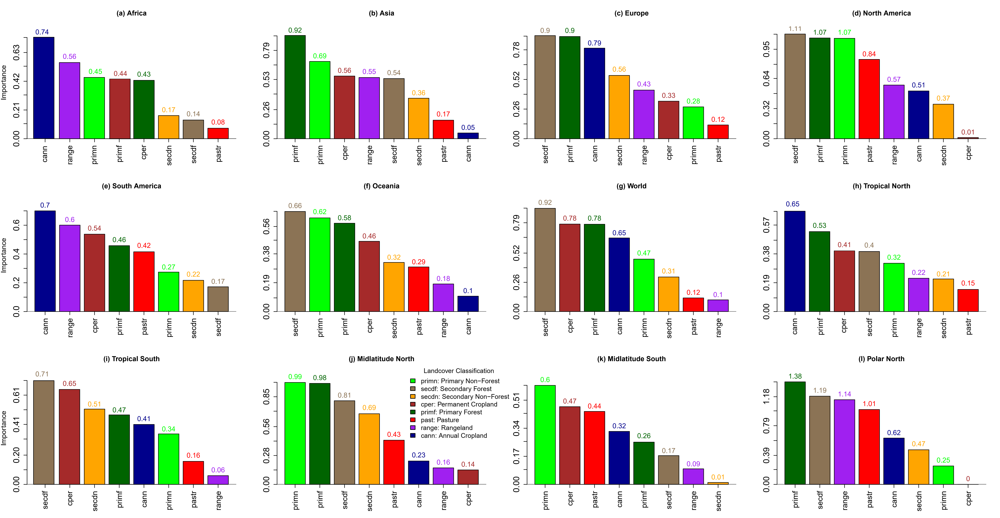 (a) Africa
Importance
0.00 0.21 0.42 0.63
0.74 0.56 0.45 0.44 0.43 0.17 0.14 0.08
cann range primn primf cper secdn secdf pastr
(b) Asia
0.00 0.26 0.53 0.79
0.92 0.69 0.56 0.55 0.54 0.36 0.17 0.05
primf primn cper range secdf secdn pastr cann
(c) Europe
0.00 0.26 0.52 0.78
0.9 0.9 0.79 0.56 0.43 0.33 0.28 0.12
secdf primf cann secdn range cper primn pastr
(d) North America
0.00 0.32 0.64 0.95
1.11 1.07 1.07 0.84 0.57 0.51 0.37 0.01
secdf primf primn pastr range cann secdn cper
(e) South America
Importance
0.0 0.2 0.4 0.6
0.7 0.6 0.54 0.46 0.42 0.27 0.22 0.17
cann range cper primf pastr primn secdn secdf
(f) Oceania
0.00 0.19 0.38 0.56
0.66 0.62 0.58 0.46 0.32 0.29 0.18 0.1
secdf primn primf cper secdn pastr range cann
(g) World
0.00 0.26 0.52 0.79
0.92 0.78 0.78 0.65 0.47 0.31 0.12 0.1
secdf cper primf cann primn secdn pastr range
(h) Tropical North
0.00 0.19 0.38 0.57
0.65 0.53 0.41 0.4 0.32 0.22 0.21 0.15
cann primf cper secdf primn range secdn pastr
(i) Tropical South
Importance
0.00 0.20 0.41 0.61
0.71 0.65 0.51 0.47 0.41 0.34 0.16 0.06
secdf cper secdn primf cann primn pastr range
(j) Midlatitude North
0.00 0.28 0.56 0.85
0.99 0.98 0.81 0.69 0.43 0.23 0.16 0.14
primn primf secdf secdn pastr cann range cper
Landcover Classification
primn: Primary Non−Forest
secdf: Secondary Forest
secdn: Secondary Non−Forest
cper: Permanent Cropland
primf: Primary Forest
past: Pasture
range: Rangeland
cann: Annual Cropland
(k) Midlatitude South
0.00 0.17 0.34 0.51
0.6 0.47 0.44 0.32 0.26 0.17 0.09 0.01
primn cper pastr cann primf secdf range secdn
(l) Polar North
0.00 0.39 0.79 1.18
1.38 1.19 1.14 1.01 0.62 0.47 0.25 0
primf secdf range pastr cann secdn primn cper